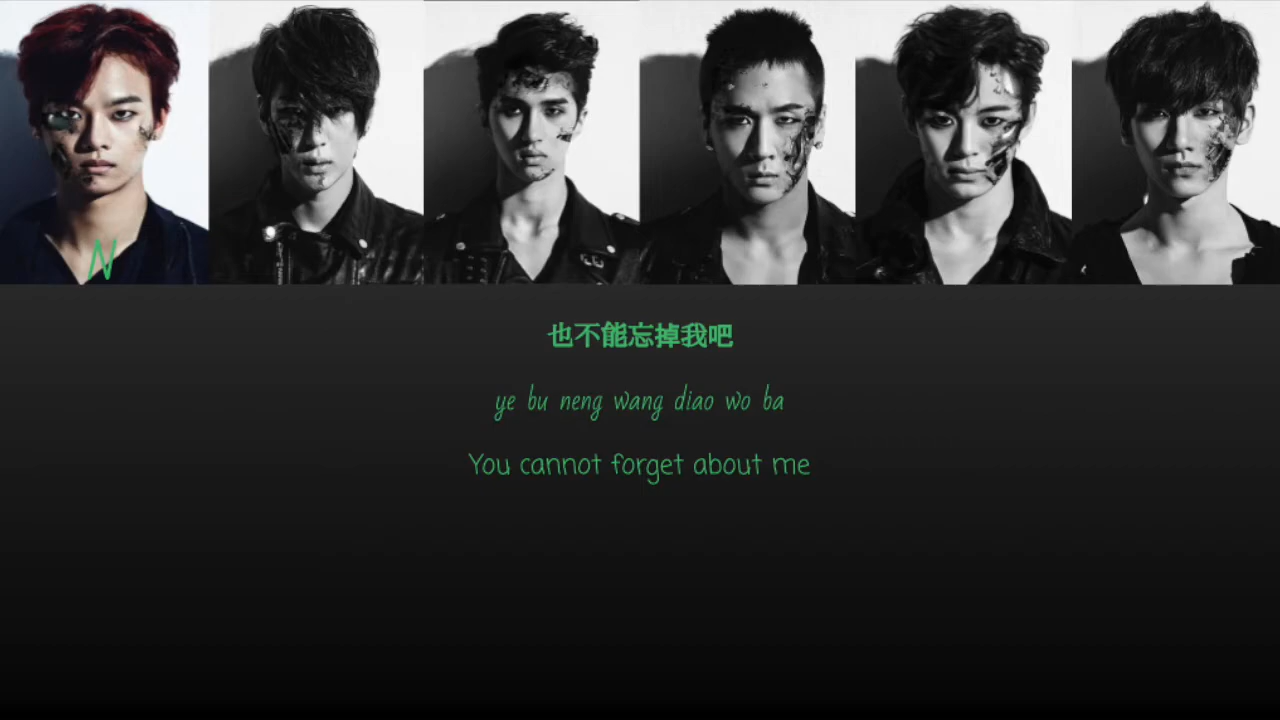 N
也不能忘掉我吧
ye bu neng wang diao wo ba
You cannot forget about me